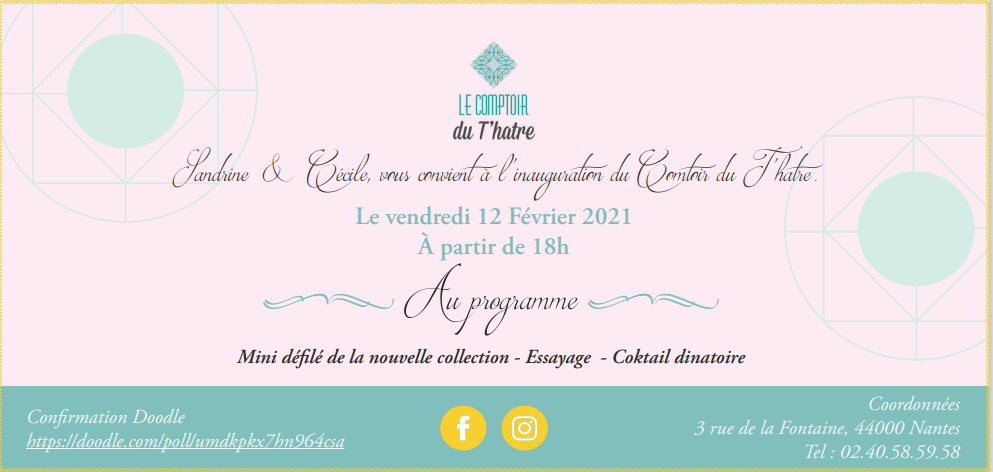 LE COMPTOIR
du T'hatre
Sandrine & Cécile, vous convient à l'inauguration du Comtoir du T'hatre.
Le vendredi 12 Février 2021
À partir de 18h
Au programme
Mini défilé de la nouvelle collection - Essayage - Coktail dinatoire
Confirmation Doodle
https://doodle.com/poll/umdkpkx7hn964csa
Coordonnées
3 rue de la Fontaine, 44000 Nantes
Tel : 02.40.58.59.58